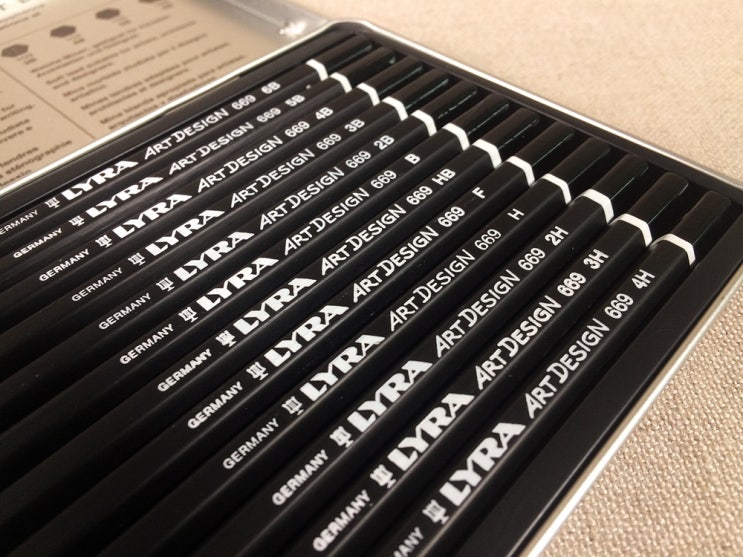 GERMANY LYRA ART DESIGN 669 6B
GERMANY LYRA ART DESIGN 669 5B
GERMANY LYRA ART DESIGN 669 4B
GERMANY LYRA ART DESIGN 669 3B
GERMANY LYRA ART DESIGN 669 2B
GERMANY LYRA ART DESIGN 669 B
GERMANY LYRA ART DESIGN 669 HB
GERMANY LYRA ART DESIGN 669 F
GERMANY LYRA ART DESIGN 669 H
GERMANY LYRA ART DESIGN 669 2H
GERMANY LYRA ART DESIGN 669 3H
GERMANY LYRA ART DESIGN 669 4H